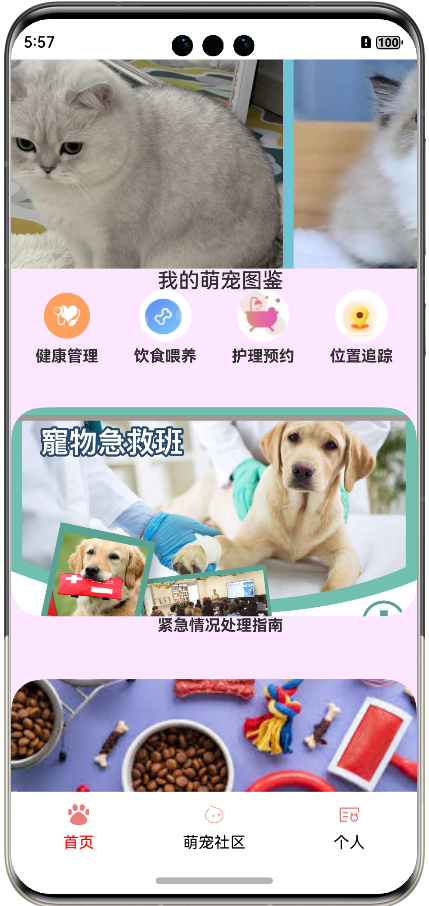 5:57
100
我的萌宠图鉴
健康管理
饮食喂养
护理预约
位置追踪
寵物急救班
紧急情况处理指南
首页
萌宠社区
个人